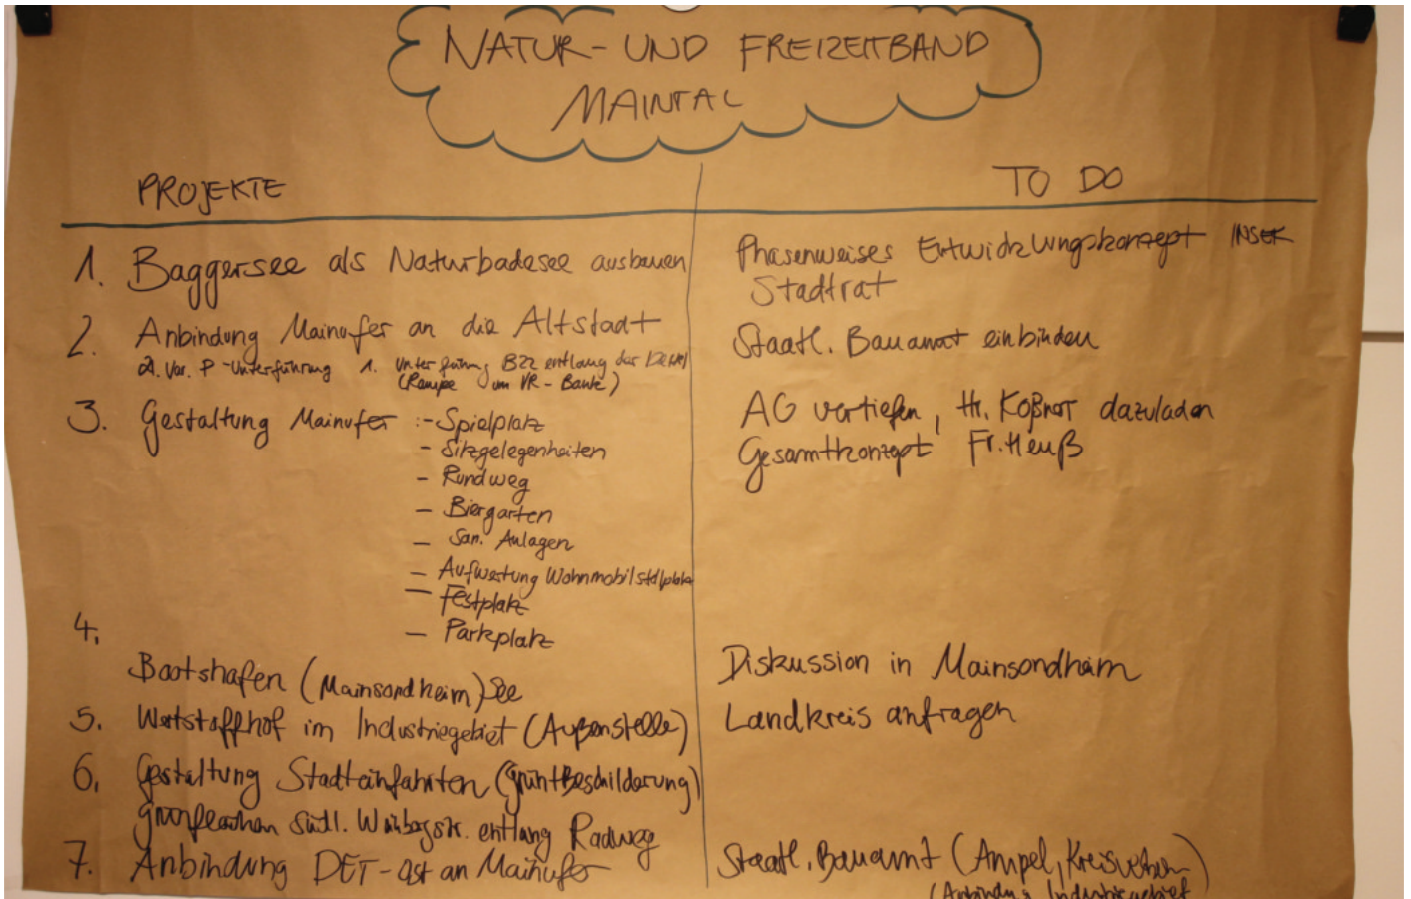 NATUR- UND FREIZEITBAND
MAINTAL
PROJEKTE
TO DO
1. Baggersee als Naturbadesee ausbauen
Phasenweises Entwicklungskonzept INSEK
Stadtrat
2. Anbindung Mainufer an die Altstadt
2. Var. P-Unterführung 1. Unterführung B22 entlang der
(Rampe um VR-Bank)
Staatl. Bauamt einbinden
3. Gestaltung Mainufer :- Spielplatz
- Sitzgelegenheiten
- Rundweg
- Biergarten
- San. Anlagen
- Aufwertung Wohnmobilstellplatz
- Festplatz
- Parkplatz
AG vertiefen, Hr. Koßner dazuladen
Gesamtkonzept Fr. Heuß
4.
Bootshafen (Mainsondheim) See
Diskussion in Mainsondheim
5. Wertstoffhof im Industriegebiet (Außenstelle)
Landkreis anfragen
6. Gestaltung Stadteinfahrten (Grün+Beschilderung)
Grünflächen südl. entlang Radweg
7. Anbindung DET-Ost an Mainufer
Staatl. Bauamt (Ampel, Kreisverkehr)
(Anbindung Industriegebiet